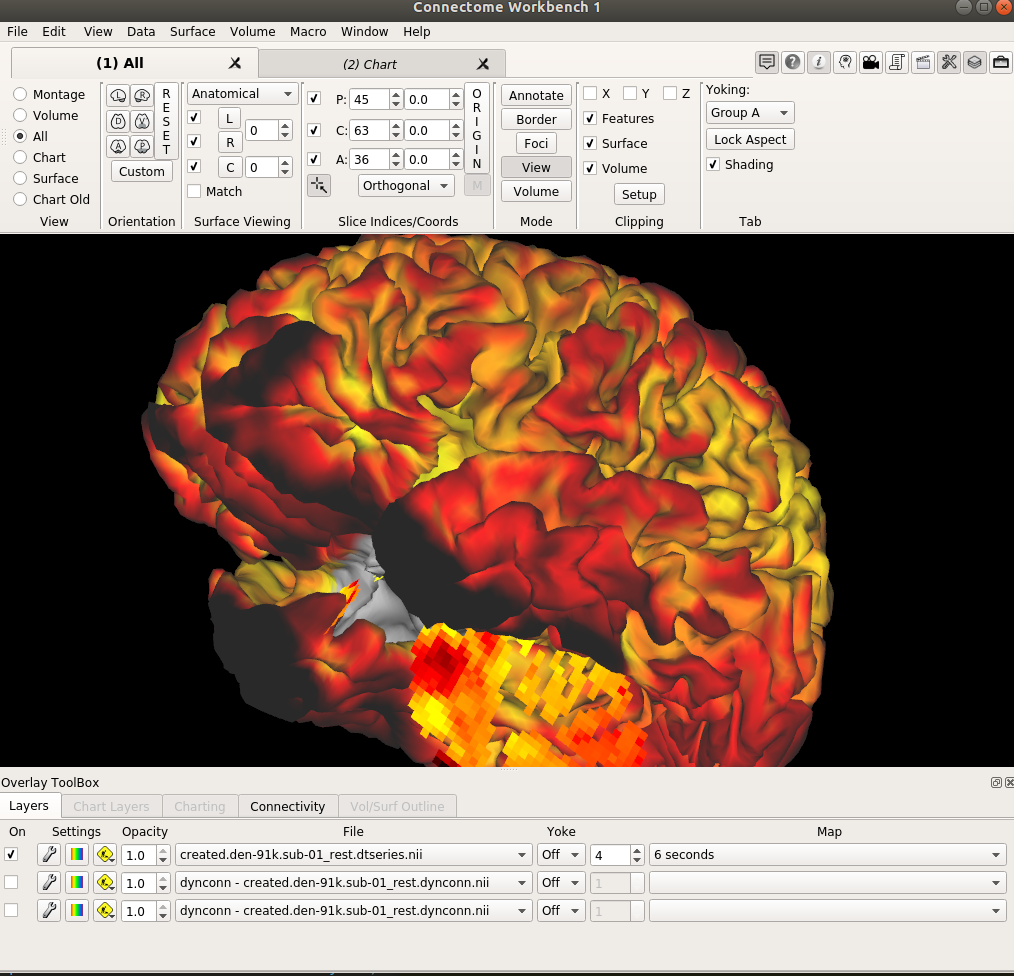 Connectome Workbench 1
File Edit View Data Surface Volume Macro Window Help
(1) All (2) Chart
Montage
Volume
All
Chart
Surface
Chart Old
View
L R
D V
A P
RESET
Custom
Orientation
Anatomical
L 0
R
C 0
Match
Surface Viewing
P: 45 0.0
C: 63 0.0
A: 36 0.0
ORIGIN
Orthogonal M
Slice Indices/Coords
Annotate
Border
Foci
View
Volume
Mode
X Y Z
Features
Surface
Volume
Setup
Clipping
Yoking:
Group A
Lock Aspect
Shading
Tab
Overlay ToolBox
Layers Chart Layers Charting Connectivity Vol/Surf Outline
On Settings Opacity File Yoke Map
1.0 created.den-91k.sub-01_rest.dtseries.nii Off 4 6 seconds
1.0 dynconn - created.den-91k.sub-01_rest.dynconn.nii Off 1
1.0 dynconn - created.den-91k.sub-01_rest.dynconn.nii Off 1